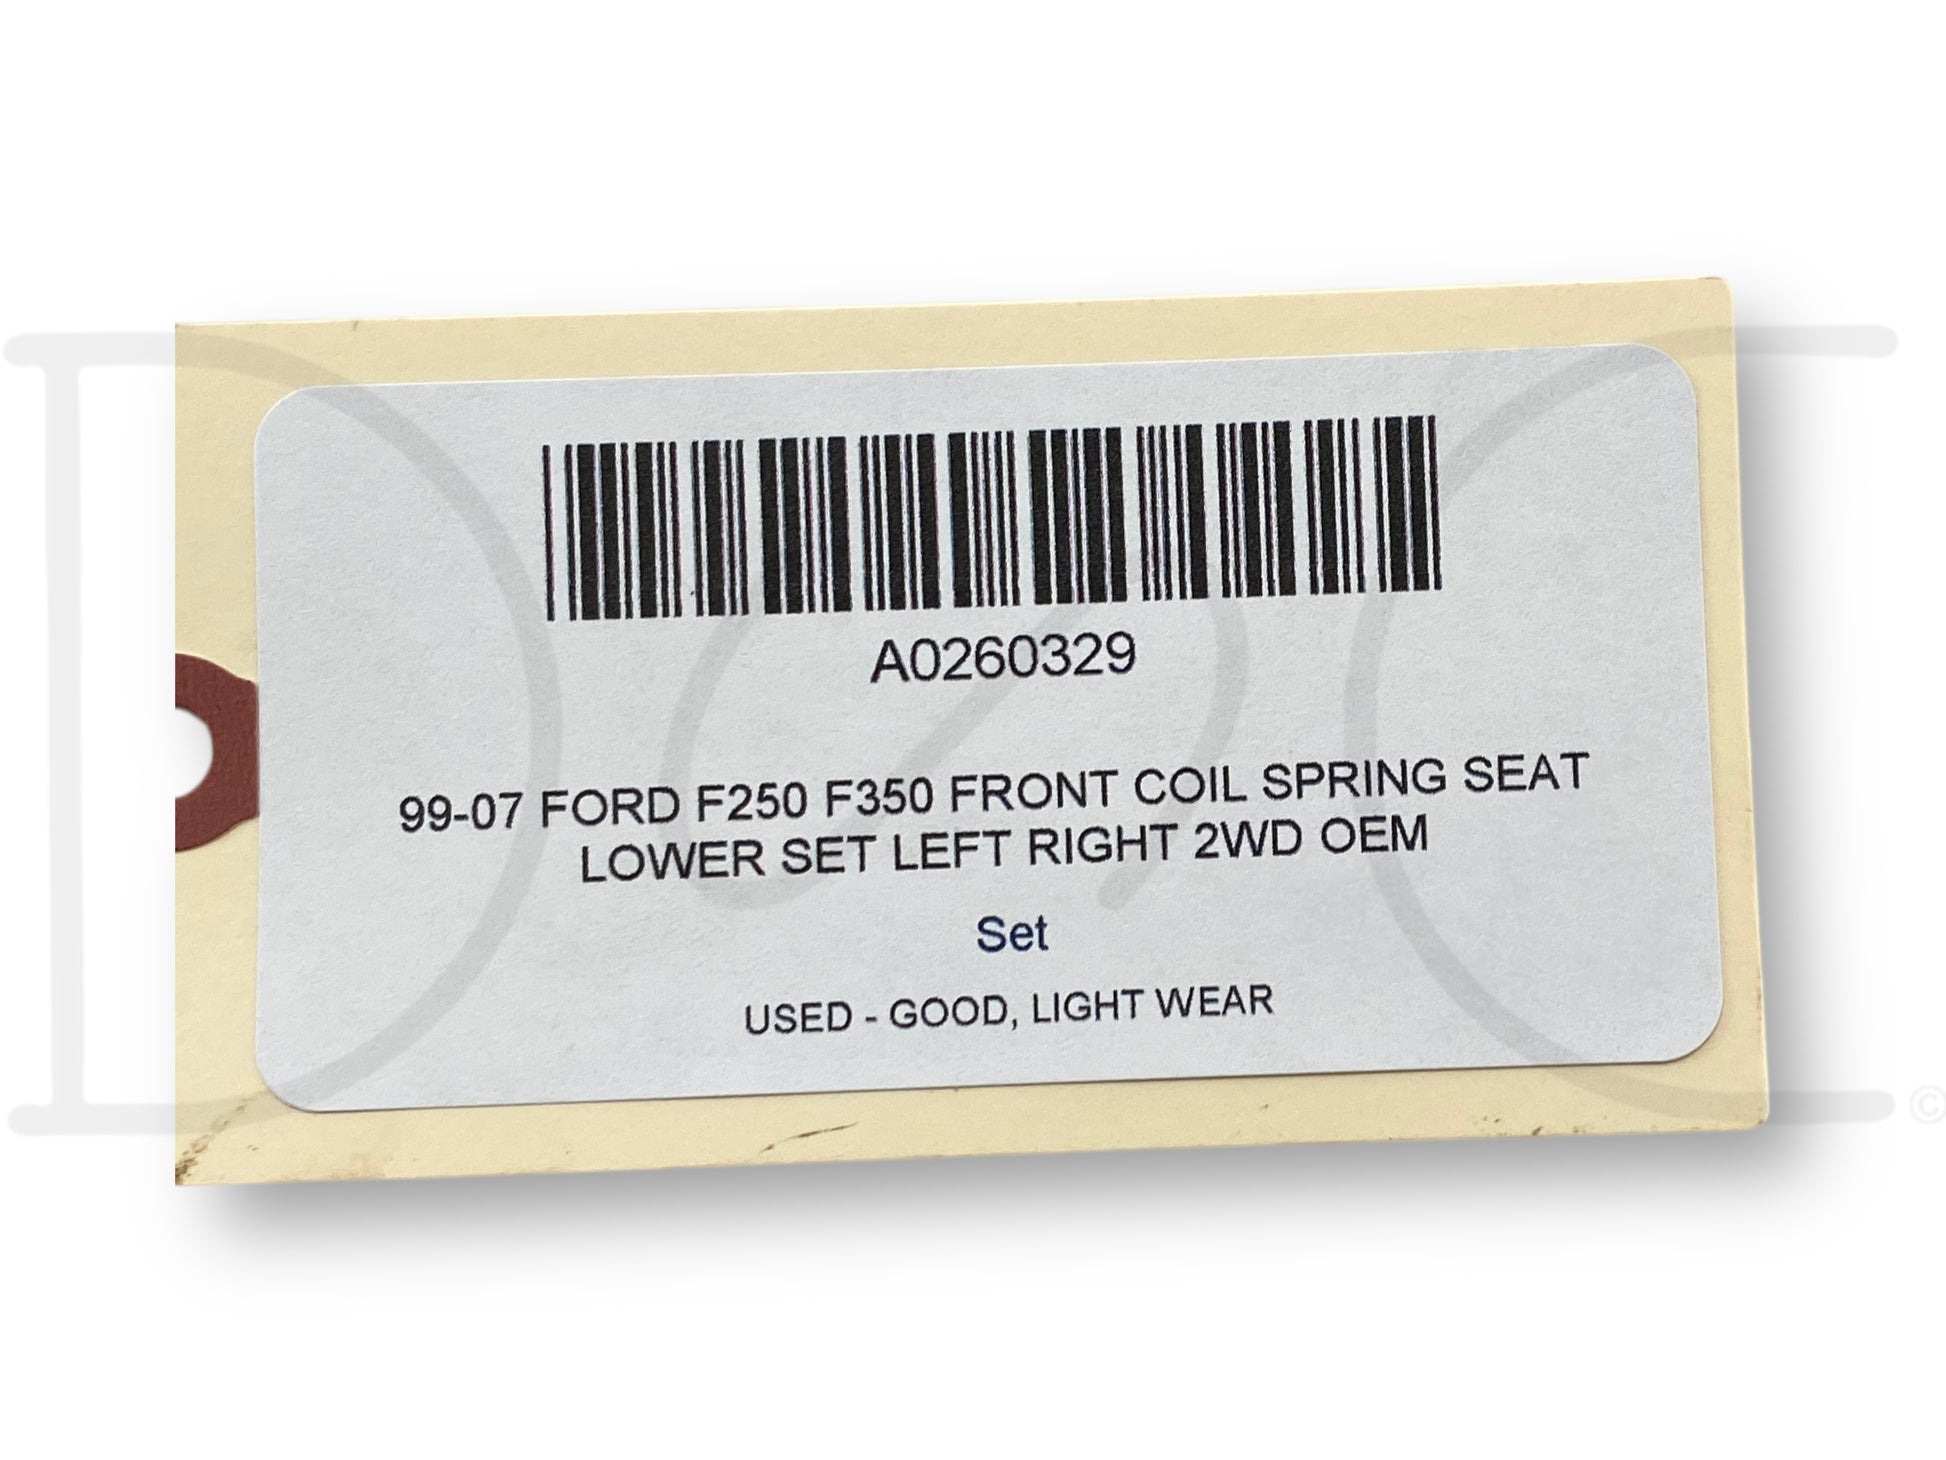 A0260329
99-07 FORD F250 F350 FRONT COIL SPRING SEAT
LOWER SET LEFT RIGHT 2WD OEM
Set
USED - GOOD, LIGHT WEAR
©